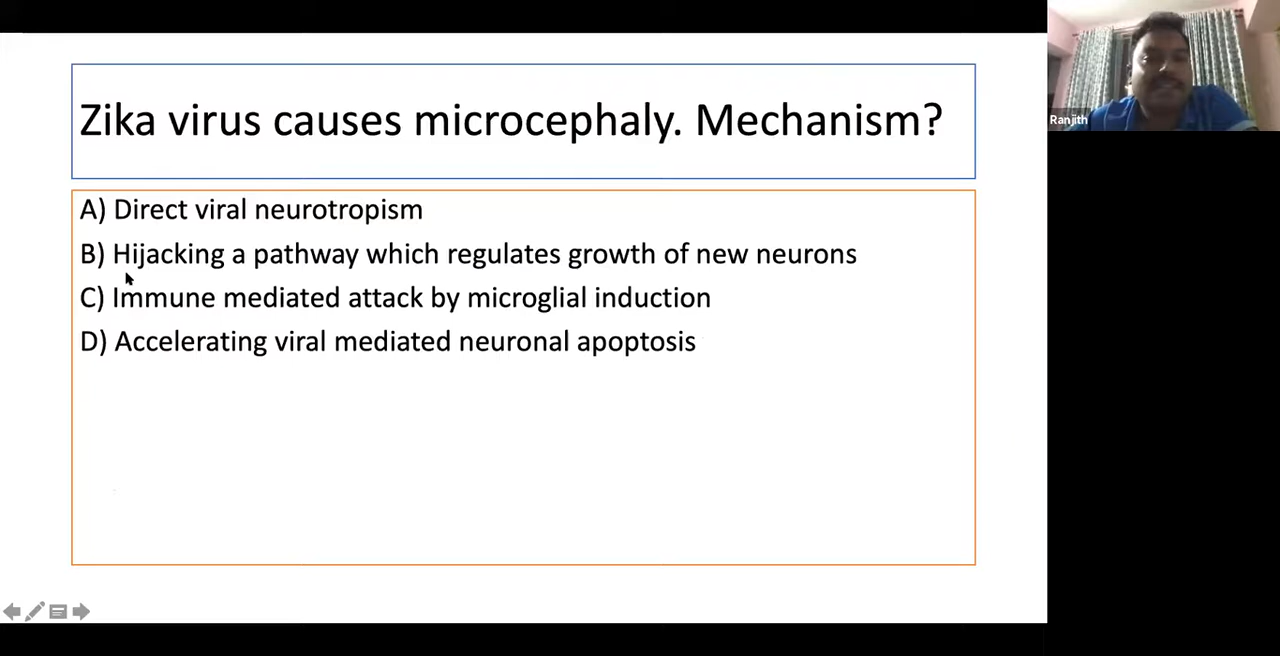 Zika virus causes microcephaly. Mechanism?
A) Direct viral neurotropism
B) Hijacking a pathway which regulates growth of new neurons
C) Immune mediated attack by microglial induction
D) Accelerating viral mediated neuronal apoptosis
Ranjith